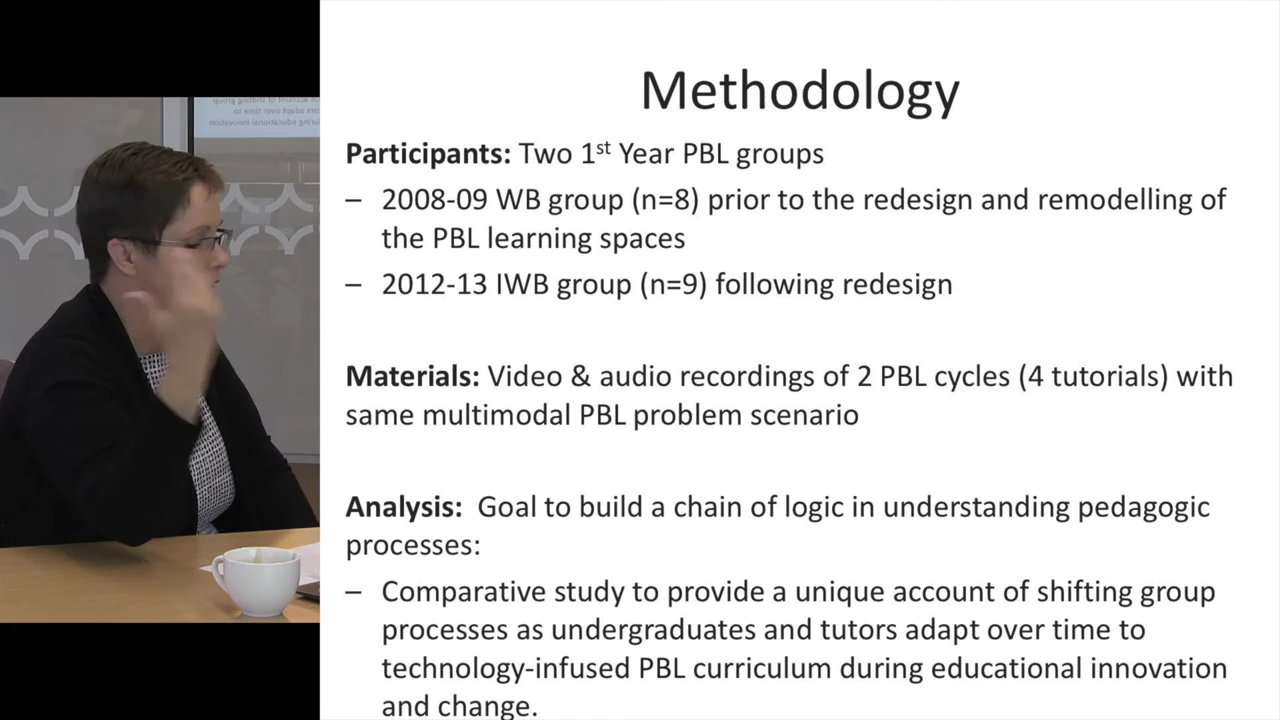 Methodology
Participants: Two 1st Year PBL groups
– 2008-09 WB group (n=8) prior to the redesign and remodelling of
the PBL learning spaces
– 2012-13 IWB group (n=9) following redesign
Materials: Video & audio recordings of 2 PBL cycles (4 tutorials) with
same multimodal PBL problem scenario
Analysis: Goal to build a chain of logic in understanding pedagogic
processes:
– Comparative study to provide a unique account of shifting group
processes as undergraduates and tutors adapt over time to
technology-infused PBL curriculum during educational innovation
and change.